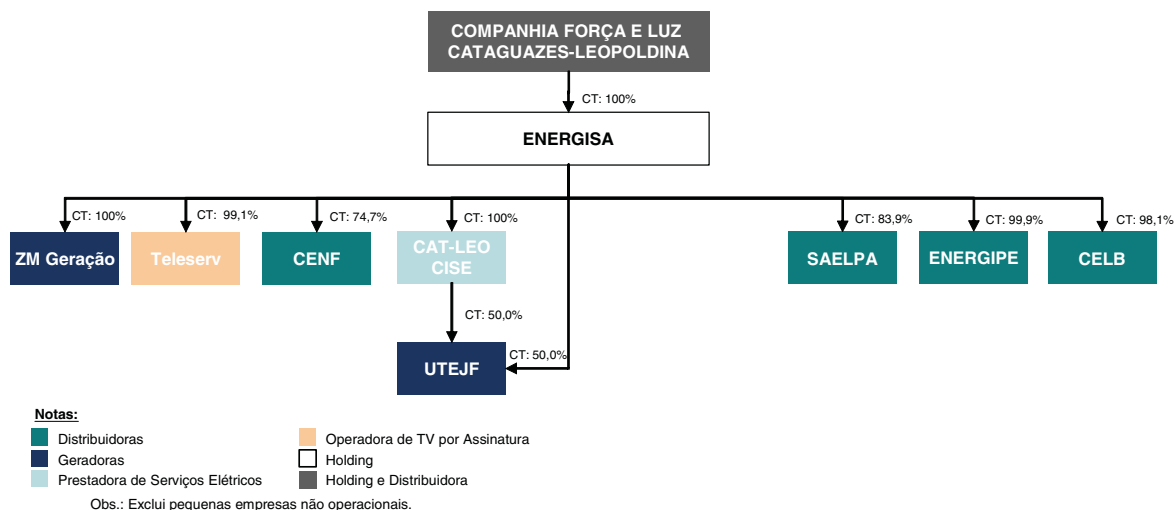 COMPANHIA FORÇA E LUZ
CATAGUAZES-LEOPOLDINA
CT: 100%
ENERGISA
CT: 100%
CT: 99,1%
CT: 74,7%
CT: 100%
CT: 83,9%
CT: 99,9%
CT: 98,1%
ZM Geração
Teleserv
CENF
CAT-LEO
CISE
SAELPA
ENERGIPE
CELB
CT: 50,0%
CT: 50,0%
UTEJF
Notas:
Distribuidoras
Operadora de TV por Assinatura
Geradoras
Holding
Prestadora de Serviços Elétricos
Holding e Distribuidora
Obs.: Exclui pequenas empresas não operacionais.